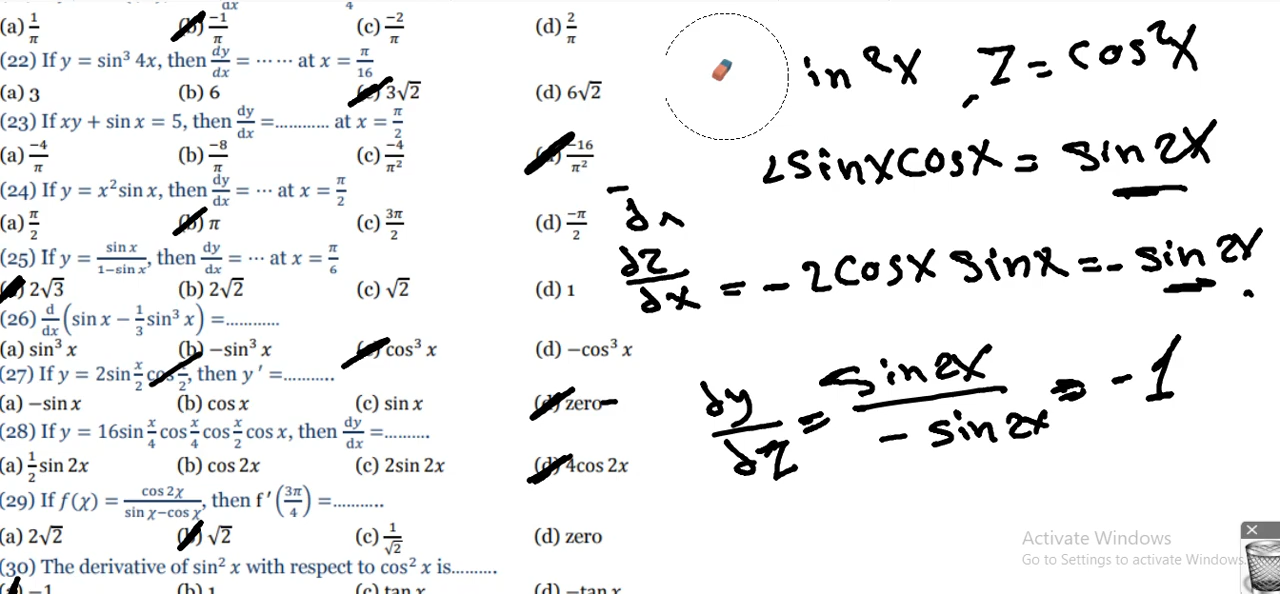 dx 4
(a) 1/π (b) -1/π (c) -2/π (d) 2/π
(22) If y = sin³ 4x, then dy/dx = ...... at x = π/16
(a) 3 (b) 6 (c) 3√2 (d) 6√2
(23) If xy + sin x = 5, then dy/dx =............ at x = π/2
(a) -4/π (b) -8/π (c) -4/π² (d) -16/π²
(24) If y = x² sin x, then dy/dx = ... at x = π/2
(a) π/2 (b) π (c) 3π/2 (d) -π/2
(25) If y = sin x/1-sin x, then dy/dx = ... at x = π/6
(a) 2√3 (b) 2√2 (c) √2 (d) 1
(26) d/dx (sin x - 1/3 sin³ x) =............
(a) sin³ x (b) -sin³ x (c) cos³ x (d) -cos³ x
(27) If y = 2sin x/2 cos x/2, then y ' =...........
(a) -sin x (b) cos x (c) sin x (d) zero
(28) If y = 16sin x/4 cos x/4 cos x/2 cos x, then dy/dx =..........
(a) 1/2 sin 2x (b) cos 2x (c) 2sin 2x (d) 4cos 2x
(29) If f(χ) = cos 2χ/sin χ-cos χ, then f ' (3π/4) =...........
(a) 2√2 (b) √2 (c) 1/√2 (d) zero
(30) The derivative of sin² x with respect to cos² x is..........
-1 (b) 1 (c) tan x (d) -tan x
in²x , z = cos²x
2sinxcosx = sin2x
dx
dz/dx = -2cosx sinx = -sin2x
dy/dz = sin2x/-sin2x = -1
Activate Windows
Go to Settings to activate Windows.